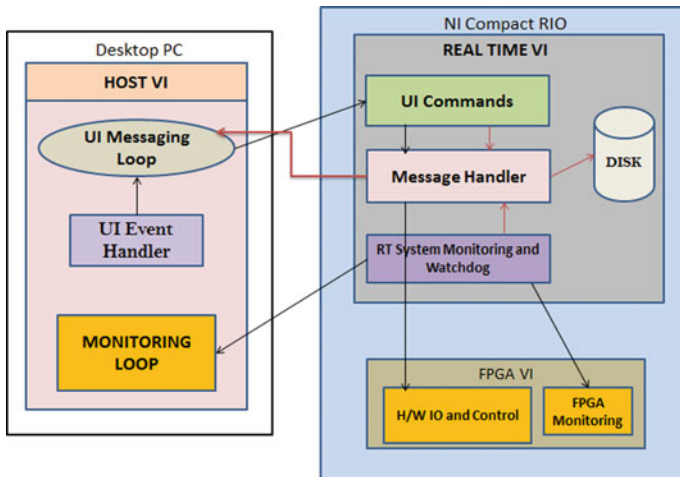 Desktop PC
HOST VI
UI Messaging
Loop
UI Event
Handler
MONITORING
LOOP
NI Compact RIO
REAL TIME VI
UI Commands
Message Handler
DISK
RT System Monitoring and
Watchdog
FPGA VI
H/W IO and Control
FPGA
Monitoring